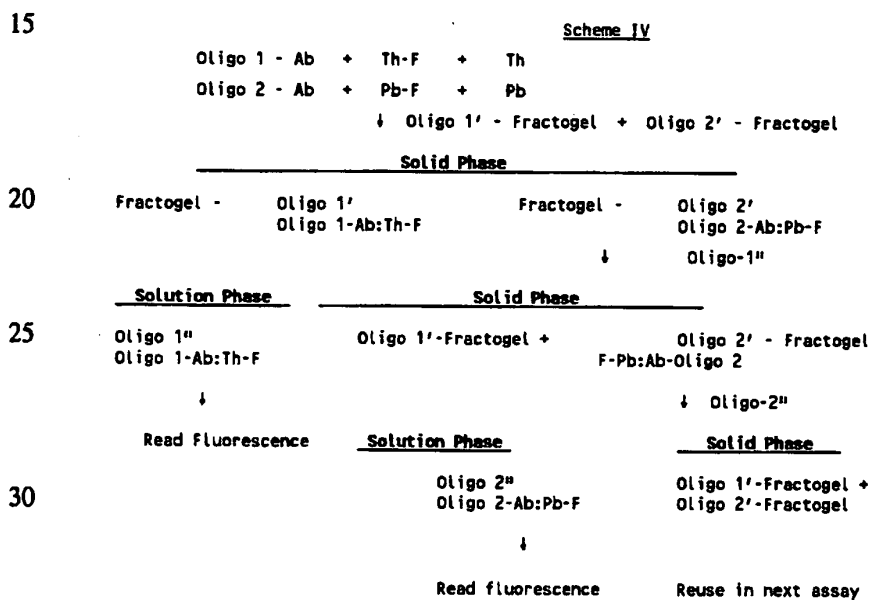 15
Scheme IV
Oligo 1 - Ab + Th-F + Th
Oligo 2 - Ab + Pb-F + Pb
↓ Oligo 1' - Fractogel + Oligo 2' - Fractogel
Solid Phase
20 Fractogel - Oligo 1' Fractogel - Oligo 2'
Oligo 1-Ab:Th-F Oligo 2-Ab:Pb-F
↓ Oligo-1"
Solution Phase Solid Phase
25 Oligo 1" Oligo 1'-Fractogel + Oligo 2' - Fractogel
Oligo 1-Ab:Th-F F-Pb:Ab-Oligo 2
↓ ↓ Oligo-2"
Read Fluorescence Solution Phase Solid Phase
Oligo 2" Oligo 1'-Fractogel +
30 Oligo 2-Ab:Pb-F Oligo 2'-Fractogel
↓
Read fluorescence Reuse in next assay